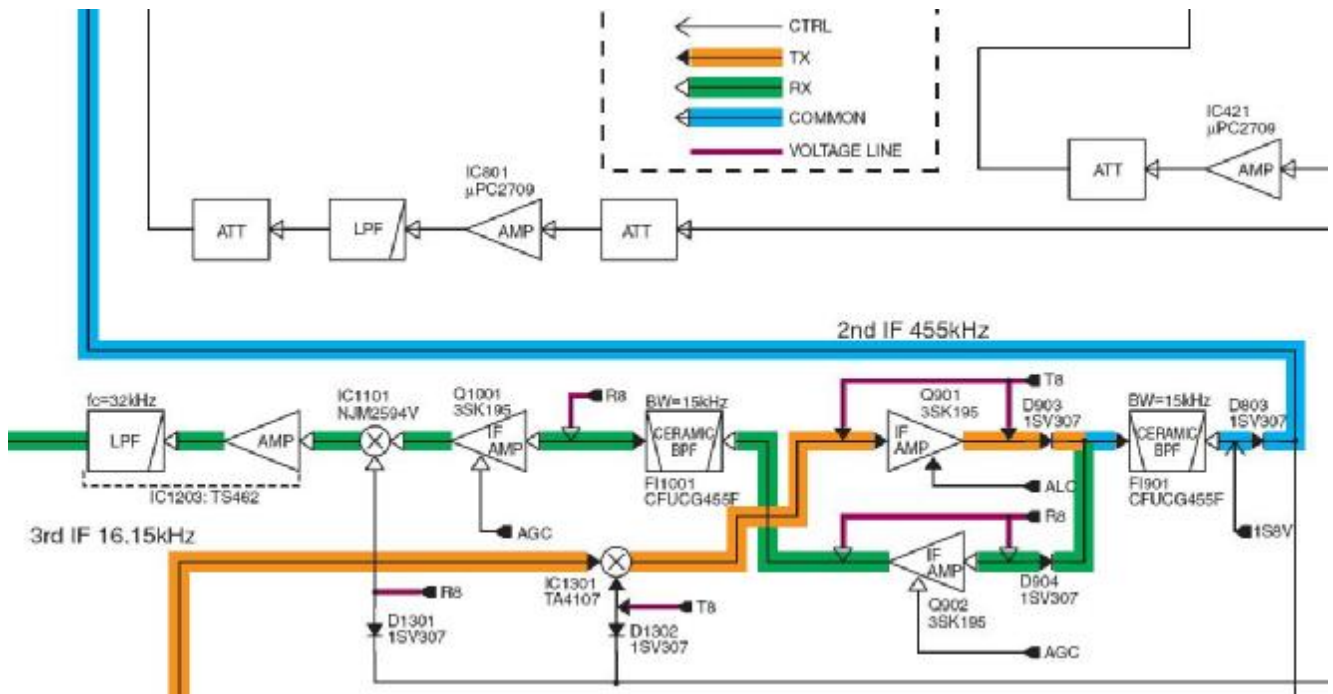 CTRL
TX
RX
COMMON
VOLTAGE LINE
IC421
μPC2709
ATT
AMP
IC801
μPC2709
ATT
LPF
AMP
ATT
2nd IF 455kHz
fc=32kHz
LPF
AMP
IC1203: TS462
IC1101
NJM2594V
Q1001
3SK195
IF
AMP
AGC
R8
BW=15kHz
CERAMIC
BPF
FI1001
CFUCG455F
T8
Q901
3SK195
IF
AMP
D903
1SV307
ALC
BW=15kHz
CERAMIC
BPF
FI901
CFUCG455F
D803
1SV307
1S8V
R8
IF
AMP
Q902
3SK195
D904
1SV307
AGC
3rd IF 16.15kHz
IC1301
TA4107
R8
D1301
1SV307
T8
D1302
1SV307